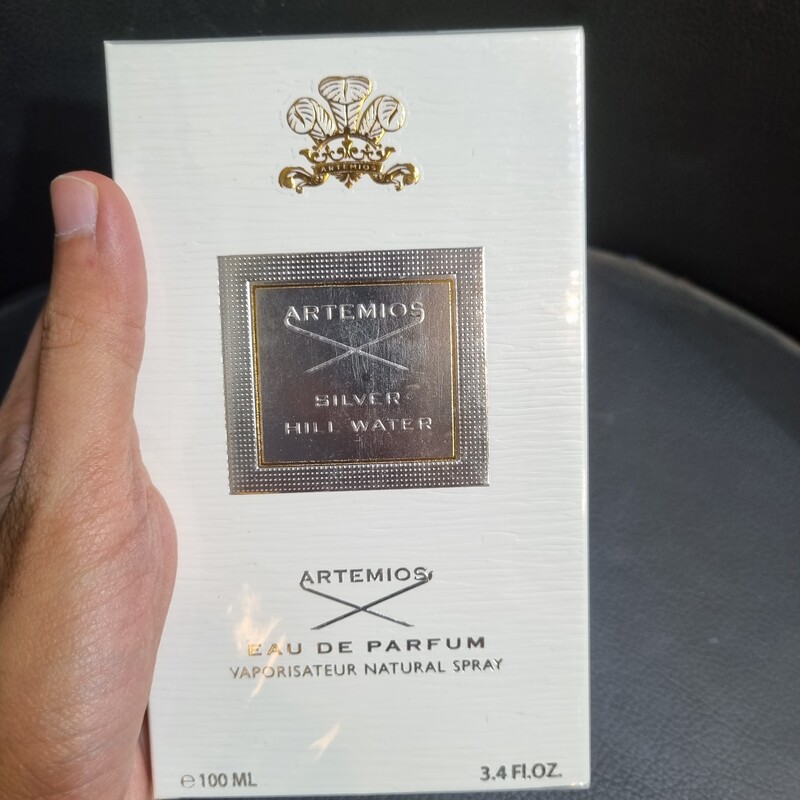 ARTEMIOS
ARTEMIOS
SILVER
HILL WATER
ARTEMIOS
EAU DE PARFUM
VAPORISATEUR NATURAL SPRAY
℮ 100 ML
3.4 Fl.OZ.